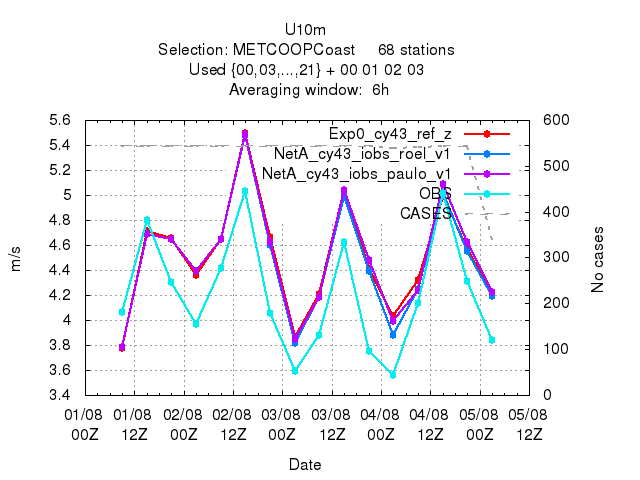 U10m
Selection: METCOOPCoast 68 stations
Used {00,03,...,21} + 00 01 02 03
Averaging window: 6h
5.6
5.4
5.2
5
4.8
4.6
4.4
4.2
4
3.8
3.6
3.4
m/s
Exp0_cy43_ref_z
NetA_cy43_iobs_roel_v1
NetA_cy43_iobs_paulo_v1
OBS
CASES
600
500
400
300
200
100
0
No cases
01/08 01/08 02/08 02/08 03/08 03/08 04/08 04/08 05/08 05/08
00Z 12Z 00Z 12Z 00Z 12Z 00Z 12Z 00Z 12Z
Date